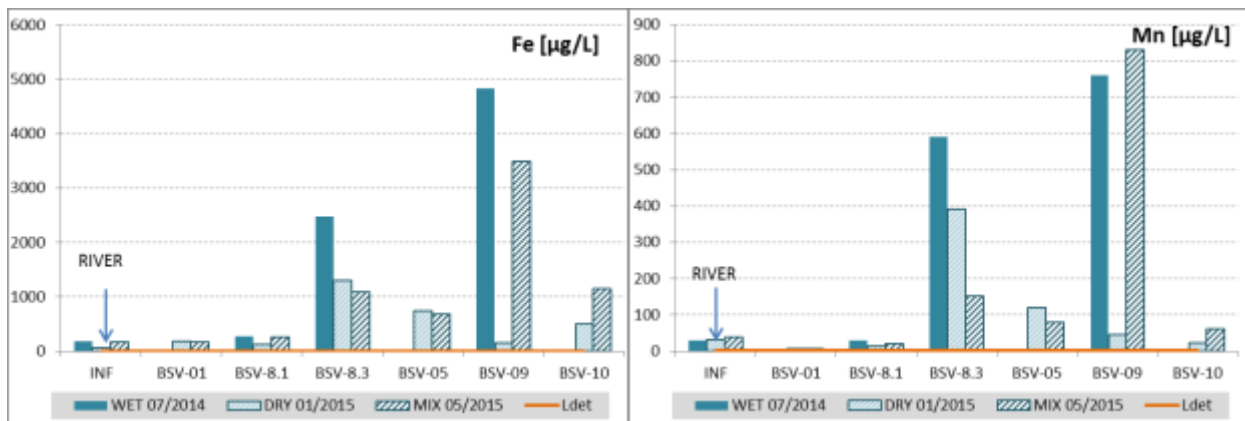 Fe [µg/L]
6000
5000
4000
3000
2000
1000
0
RIVER
INF BSV-01 BSV-8.1 BSV-8.3 BSV-05 BSV-09 BSV-10
WET 07/2014 DRY 01/2015 MIX 05/2015 Ldet
Mn [µg/L]
900
800
700
600
500
400
300
200
100
0
RIVER
INF BSV-01 BSV-8.1 BSV-8.3 BSV-05 BSV-09 BSV-10
WET 07/2014 DRY 01/2015 MIX 05/2015 Ldet